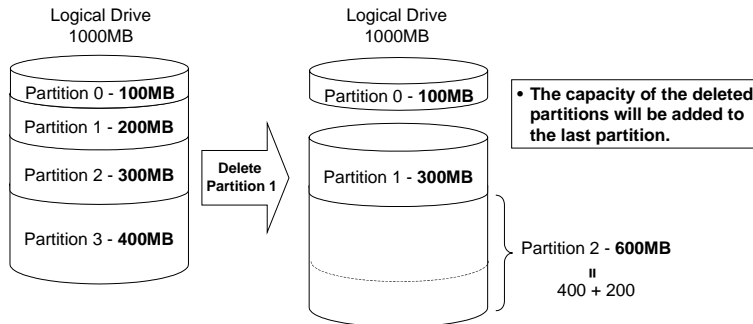 Logical Drive
1000MB
Partition 0 - 100MB
Partition 1 - 200MB
Partition 2 - 300MB
Partition 3 - 400MB
Delete
Partition 1
Logical Drive
1000MB
Partition 0 - 100MB
Partition 1 - 300MB
Partition 2 - 600MB
=
400 + 200
• The capacity of the deleted
partitions will be added to
the last partition.